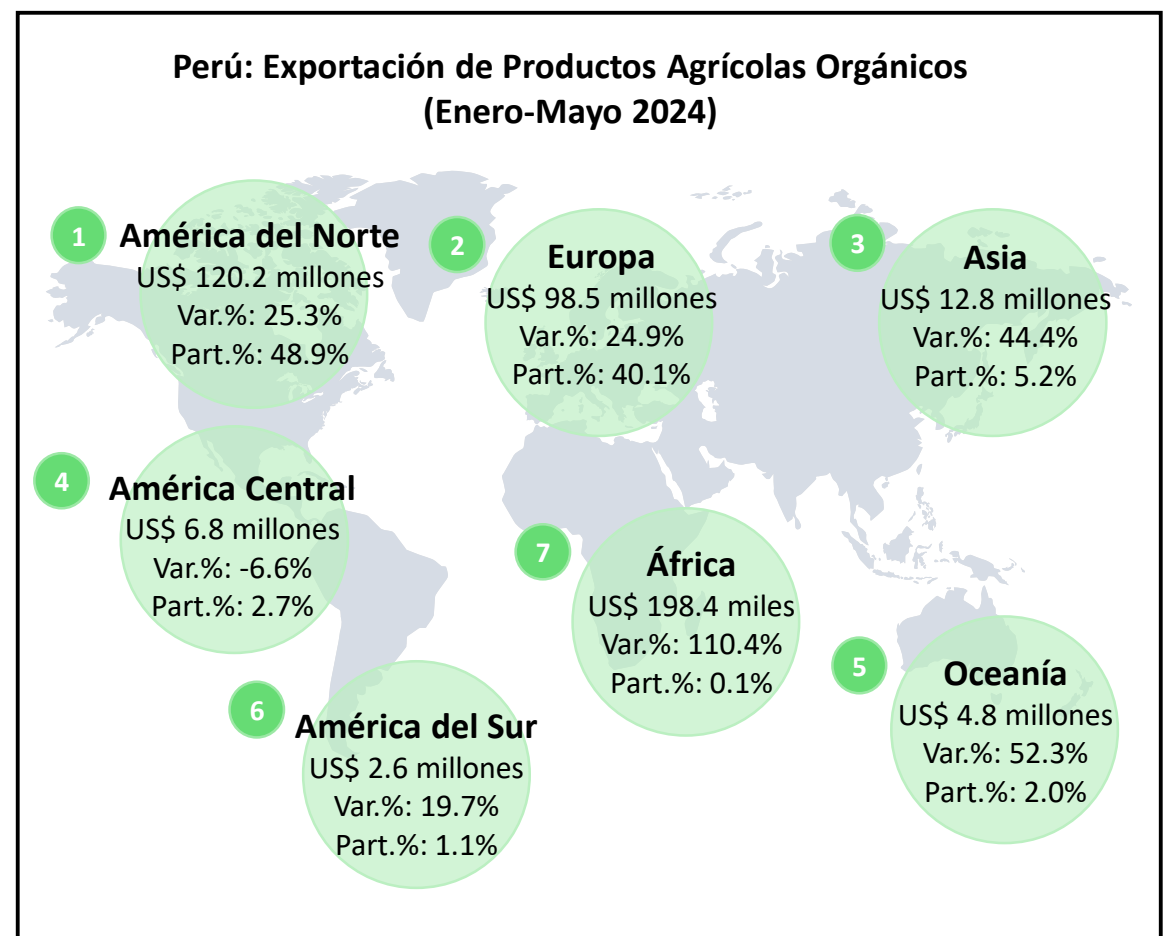 Perú: Exportación de Productos Agrícolas Orgánicos
(Enero-Mayo 2024)
1
América del Norte
US$ 120.2 millones
Var.%: 25.3%
Part.%: 48.9%
2
Europa
US$ 98.5 millones
Var.%: 24.9%
Part.%: 40.1%
3
Asia
US$ 12.8 millones
Var.%: 44.4%
Part.%: 5.2%
4
América Central
US$ 6.8 millones
Var.%: -6.6%
Part.%: 2.7%
7
África
US$ 198.4 miles
Var.%: 110.4%
Part.%: 0.1%
5
Oceanía
US$ 4.8 millones
Var.%: 52.3%
Part.%: 2.0%
6
América del Sur
US$ 2.6 millones
Var.%: 19.7%
Part.%: 1.1%